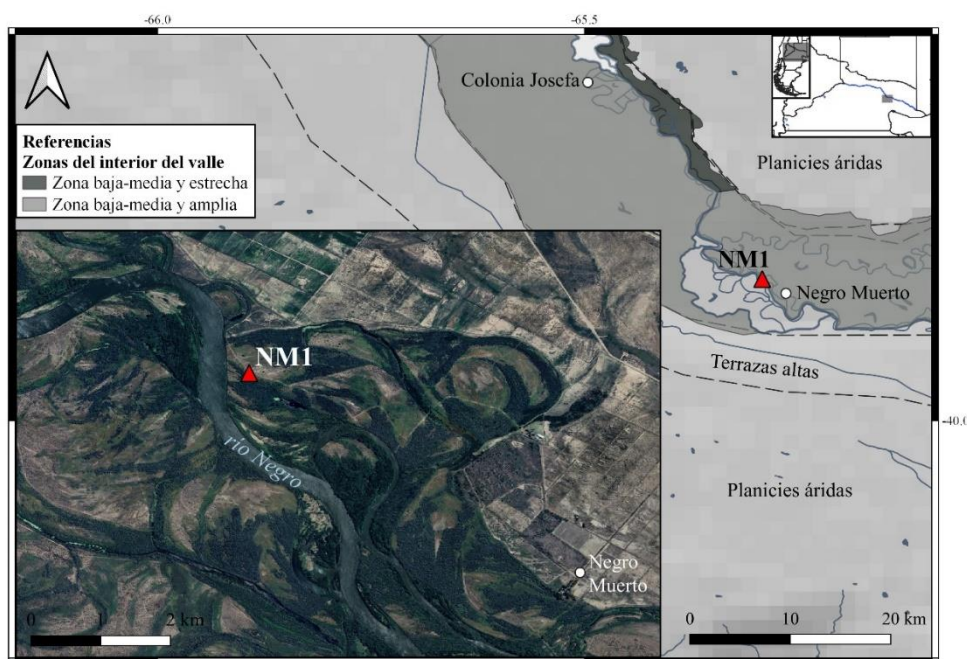 -66.0
-65.5
Colonia Josefa
Referencias
Zonas del interior del valle
Zona baja-media y estrecha
Zona baja-media y amplia
Planicies áridas
NM1
Negro Muerto
Terrazas altas
-40.0
Planicies áridas
NM1
río Negro
Negro
Muerto
0 1 2 km
0 10 20 km